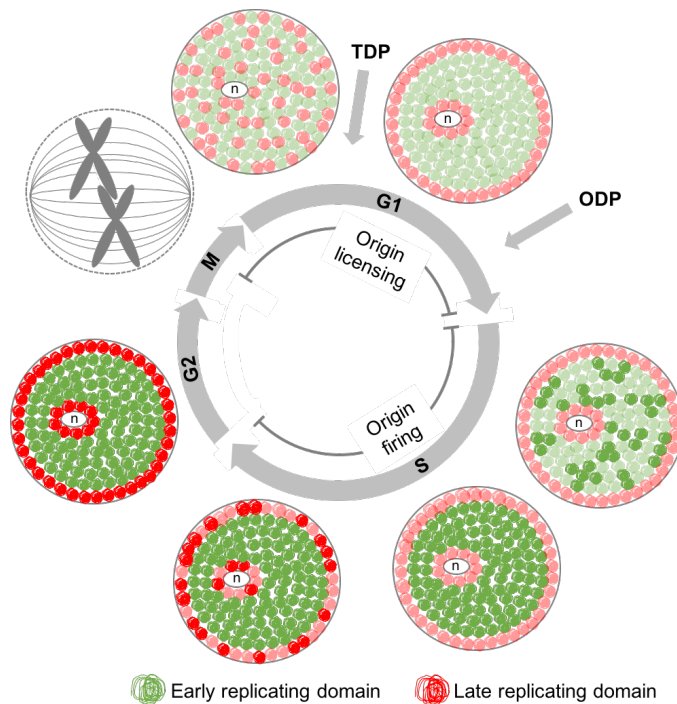 TDP
n
n
G1
ODP
Origin
licensing
M
G2
n
n
Origin
firing
S
n
n
Early replicating domain
Late replicating domain